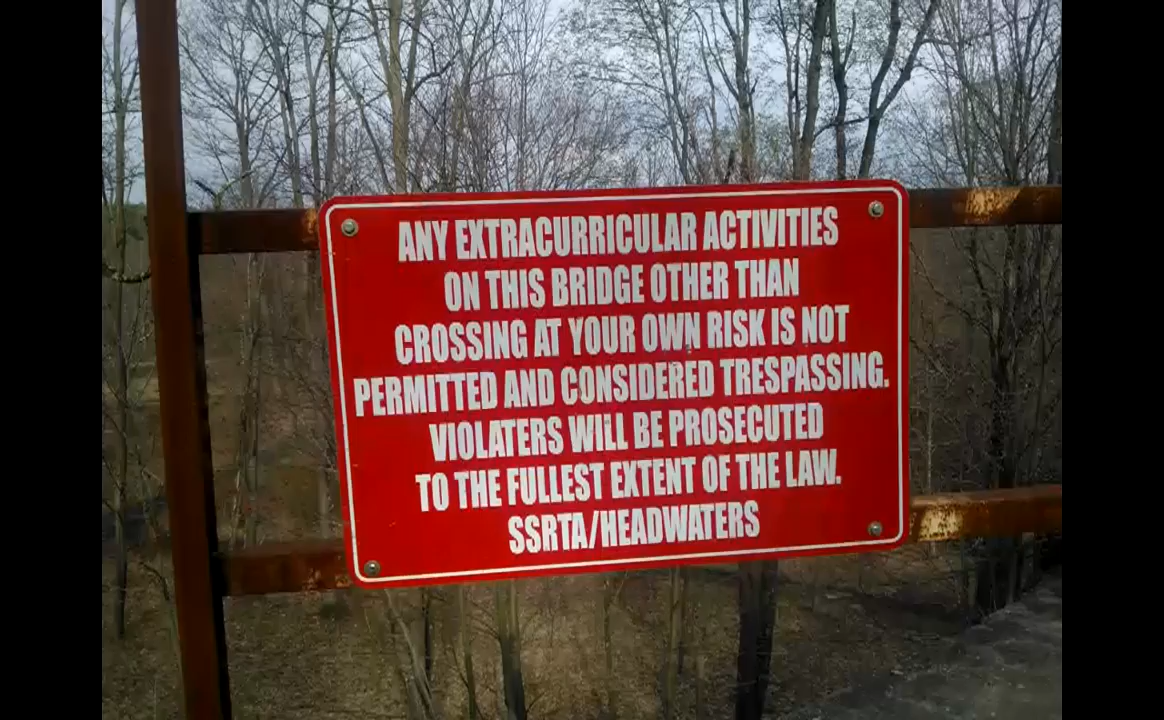 ANY EXTRACURRICULAR ACTIVITIES
ON THIS BRIDGE OTHER THAN
CROSSING AT YOUR OWN RISK IS NOT
PERMITTED AND CONSIDERED TRESPASSING.
VIOLATERS WILL BE PROSECUTED
TO THE FULLEST EXTENT OF THE LAW.
SSRTA/HEADWATERS